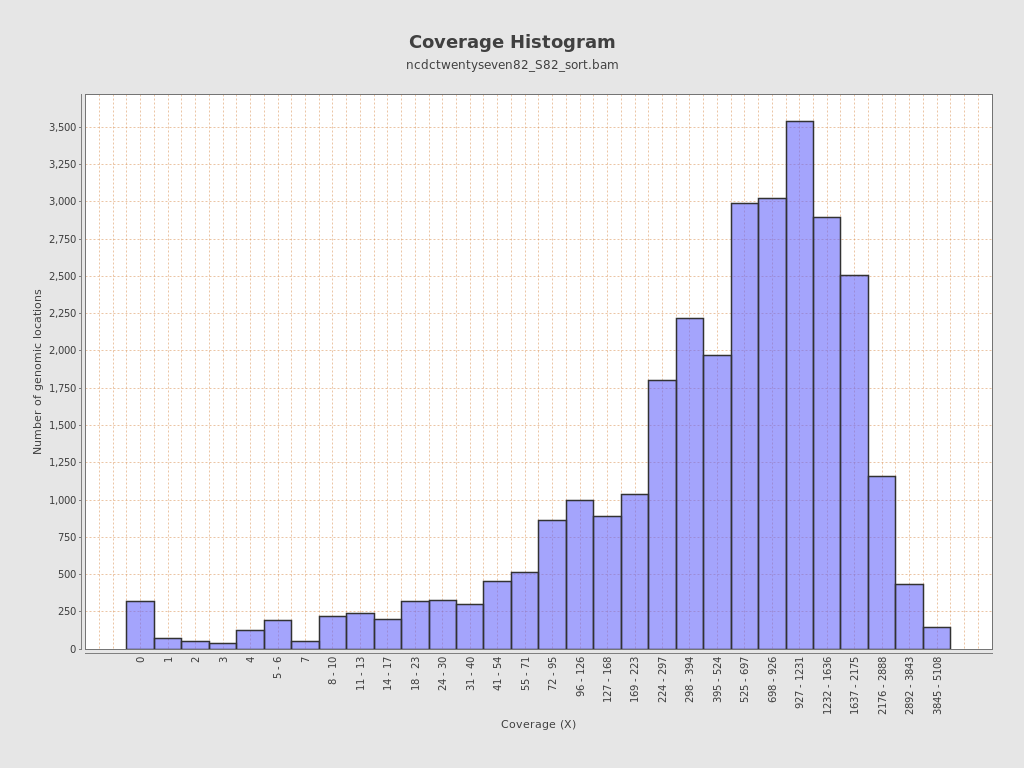 Coverage Histogram
ncdctwentyseven82_S82_sort.bam
Number of genomic locations
3,500
3,250
3,000
2,750
2,500
2,250
2,000
1,750
1,500
1,250
1,000
750
500
250
0
0
1
2
3
4
5 - 6
7
8 - 10
11 - 13
14 - 17
18 - 23
24 - 30
31 - 40
41 - 54
55 - 71
72 - 95
96 - 126
127 - 168
169 - 223
224 - 297
298 - 394
395 - 524
525 - 697
698 - 926
927 - 1231
1232 - 1636
1637 - 2175
2176 - 2888
2892 - 3843
3845 - 5108
Coverage (X)